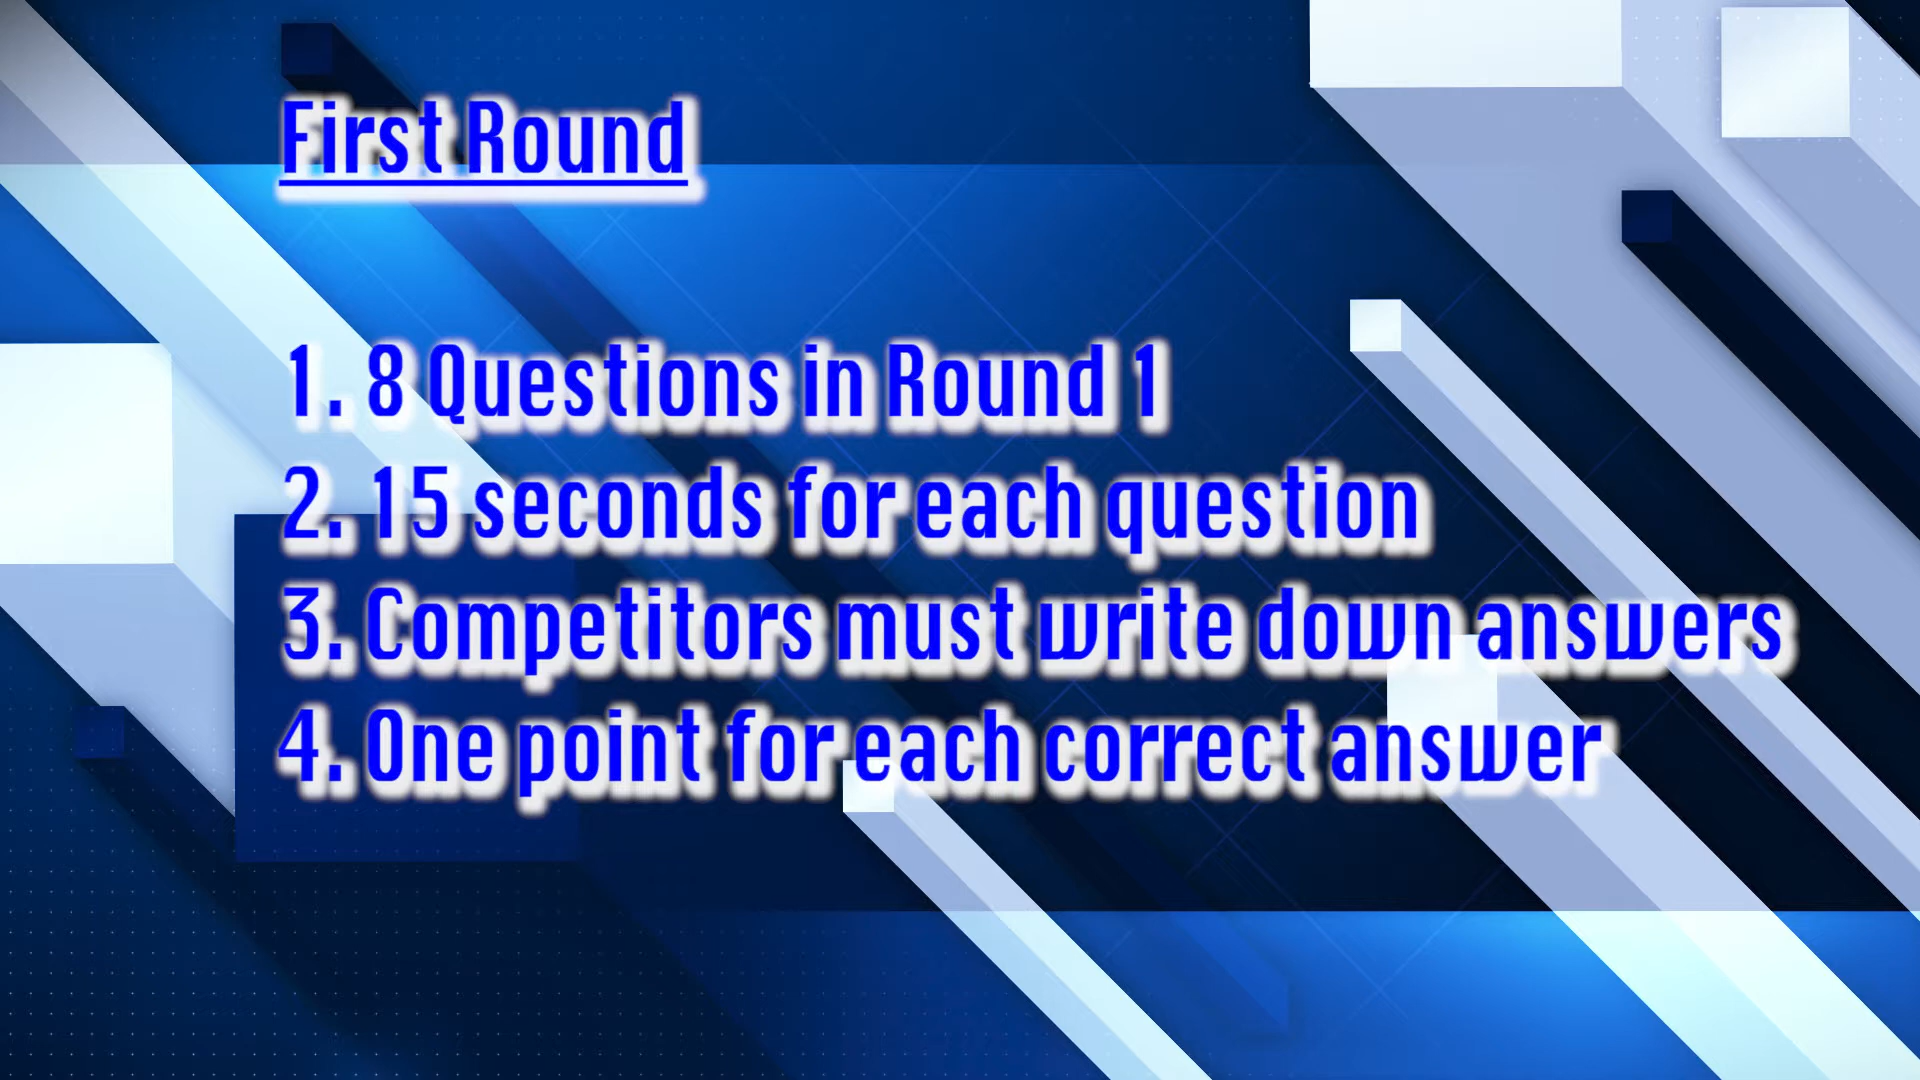 First Round
1. 8 Questions in Round 1
2. 15 seconds for each question
3. Competitors must write down answers
4. One point for each correct answer